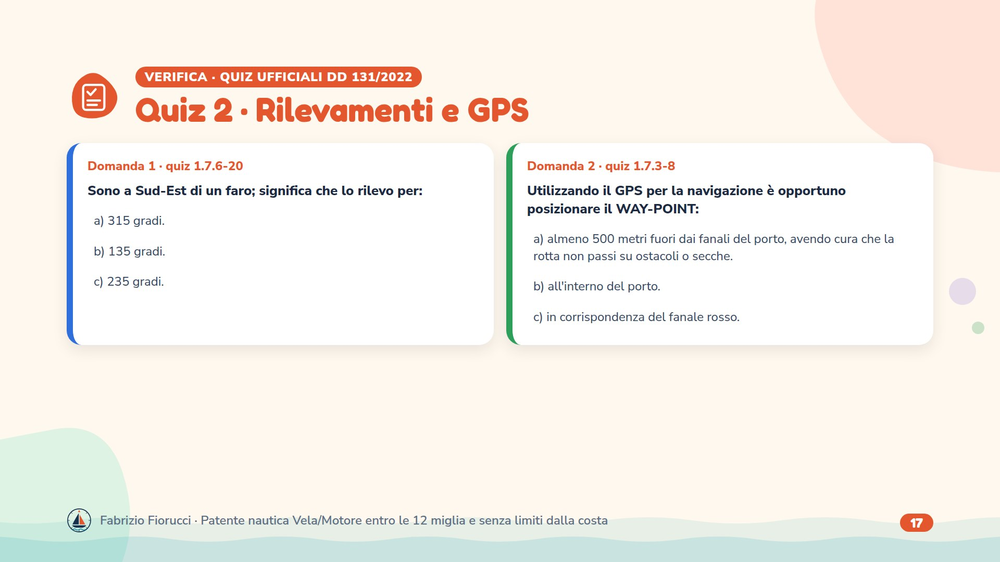 VERIFICA · QUIZ UFFICIALI DD 131/2022
Quiz 2 · Rilevamenti e GPS
Domanda 1 · quiz 1.7.6-20
Sono a Sud-Est di un faro; significa che lo rilevo per:
a) 315 gradi.
b) 135 gradi.
c) 235 gradi.
Domanda 2 · quiz 1.7.3-8
Utilizzando il GPS per la navigazione è opportuno
posizionare il WAY-POINT:
a) almeno 500 metri fuori dai fanali del porto, avendo cura che la
rotta non passi su ostacoli o secche.
b) all'interno del porto.
c) in corrispondenza del fanale rosso.
Fabrizio Fiorucci · Patente nautica Vela/Motore entro le 12 miglia e senza limiti dalla costa
17